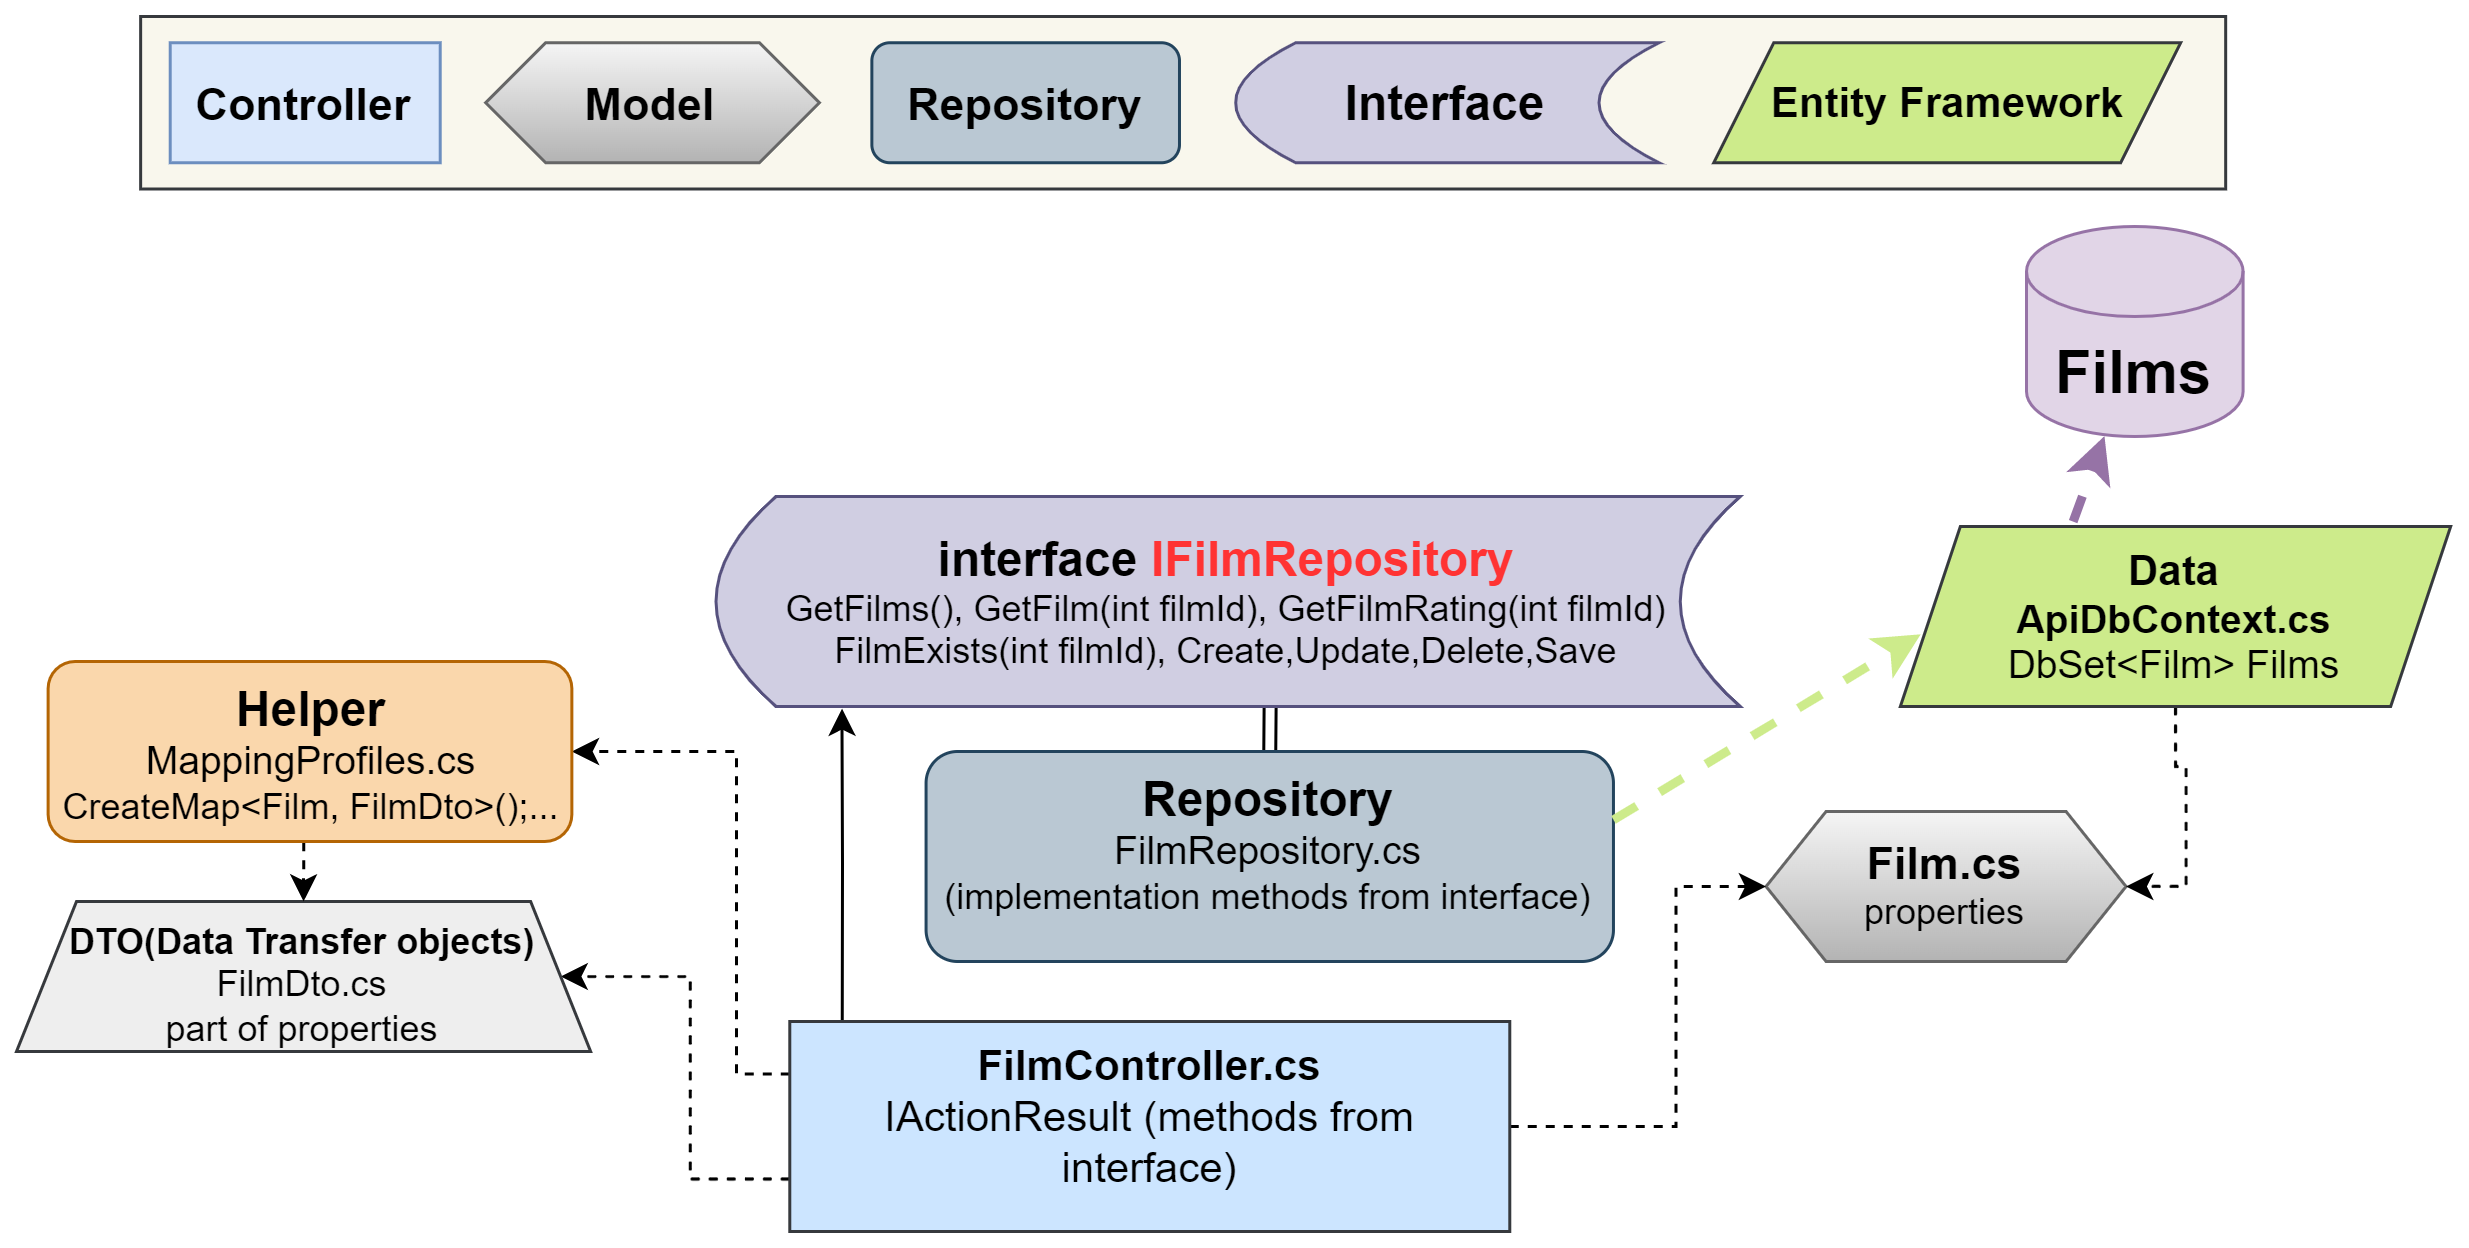 Controller
Model
Repository
Interface
Entity Framework
Films
interface IFilmRepository
GetFilms(), GetFilm(int filmId), GetFilmRating(int filmId)
FilmExists(int filmId), Create,Update,Delete,Save
Data
ApiDbContext.cs
DbSet<Film> Films
Helper
MappingProfiles.cs
CreateMap<Film, FilmDto>();...
Repository
FilmRepository.cs
(implementation methods from interface)
Film.cs
properties
DTO(Data Transfer objects)
FilmDto.cs
part of properties
FilmController.cs
IActionResult (methods from
interface)